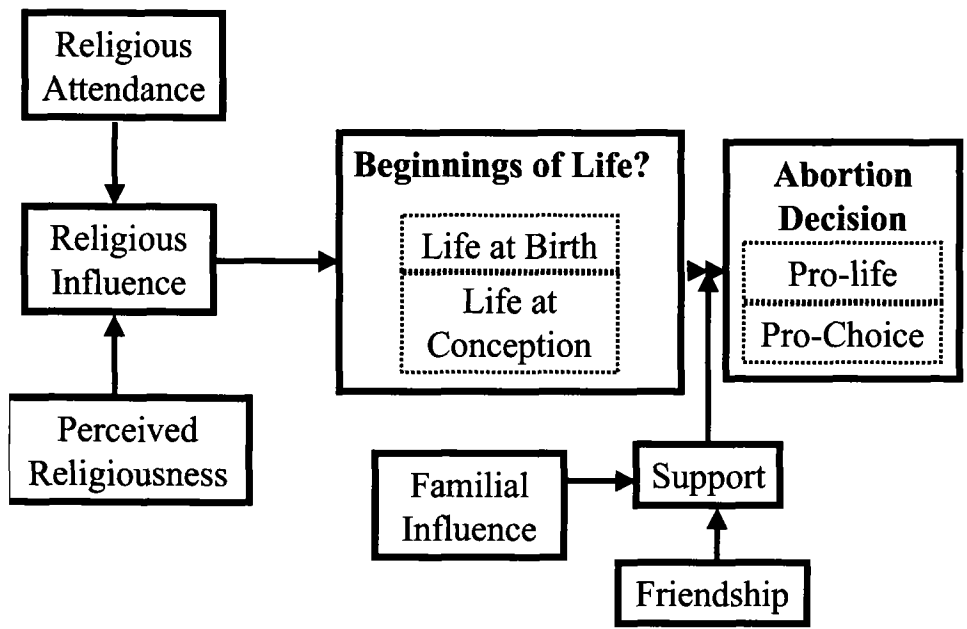 Religious
Attendance
Religious
Influence
Perceived
Religiousness
Beginnings of Life?
Life at Birth
Life at
Conception
Abortion
Decision
Pro-life
Pro-Choice
Familial
Influence
Support
Friendship